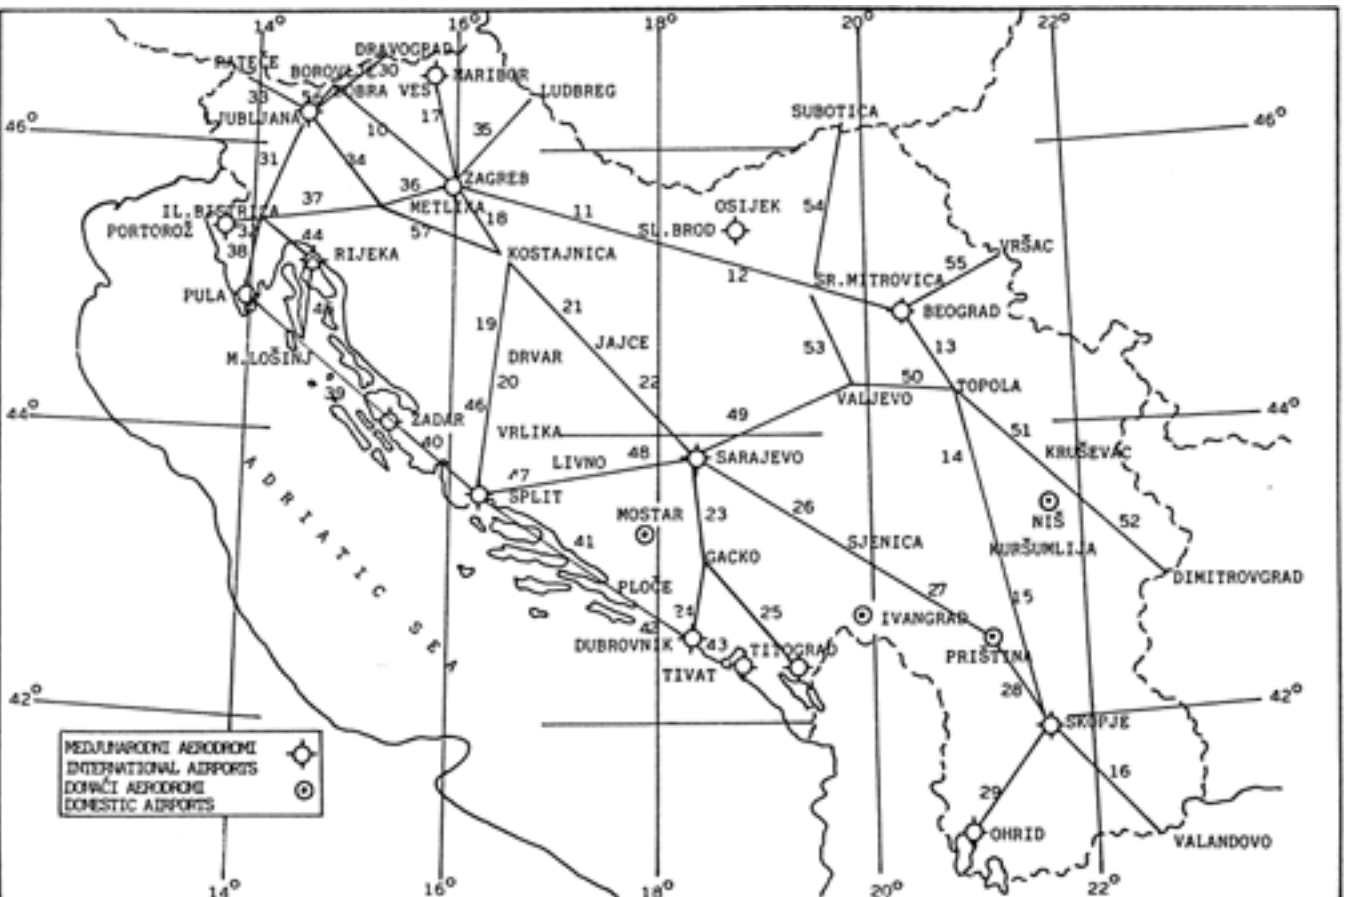 14°
16°
18°
20°
22°
DRAVOGRAD
RATEČE
BOROVLJE
30
MARIBOR
DOBRA VES
LUDBREG
33
SUBOTICA
LJUBLJANA
17
46°
10
35
46°
31
34
36
ZAGREB
37
METLIKA
18
11
OSIJEK
54
IL.BISTRICA
PORTOROŽ
57
SL.BROD
VRŠAC
38
44
RIJEKA
KOSTAJNICA
12
SR.MITROVICA
55
PULA
45
21
BEOGRAD
19
JAJCE
53
13
M.LOŠINJ
DRVAR
39
20
22
50
TOPOLA
VALJEVO
44°
46
49
44°
ZADAR
40
VRLIKA
51
LIVNO
48
SARAJEVO
14
KRUŠEVAC
47
SPLIT
26
MOSTAR
23
NIŠ
52
41
SJENICA
KURŠUMLIJA
GACKO
DIMITROVGRAD
PLOČE
27
15
24
25
IVANGRAD
42
DUBROVNIK
43
TITOGRAD
PRIŠTINA
TIVAT
28
ADRIATIC SEA
42°
42°
SKOPJE
MEDJUNARODNI AERODROMI
INTERNATIONAL AIRPORTS
DOMAČI AERODROMI
DOMESTIC AIRPORTS
16
29
OHRID
VALANDOVO
14°
16°
18°
20°
22°